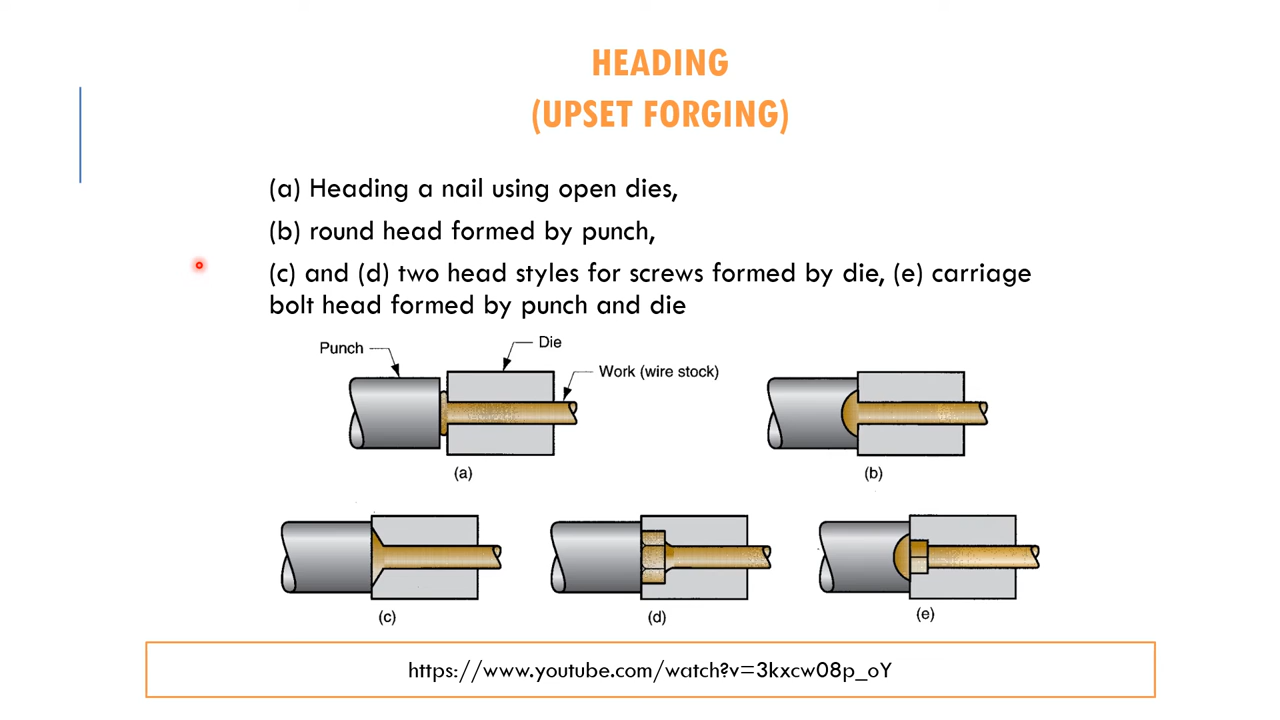 HEADING
(UPSET FORGING)
(a) Heading a nail using open dies,
(b) round head formed by punch,
(c) and (d) two head styles for screws formed by die, (e) carriage
bolt head formed by punch and die
Punch
Die
Work (wire stock)
(a)
(b)
(c)
(d)
(e)
https://www.youtube.com/watch?v=3kxcw08p_oY